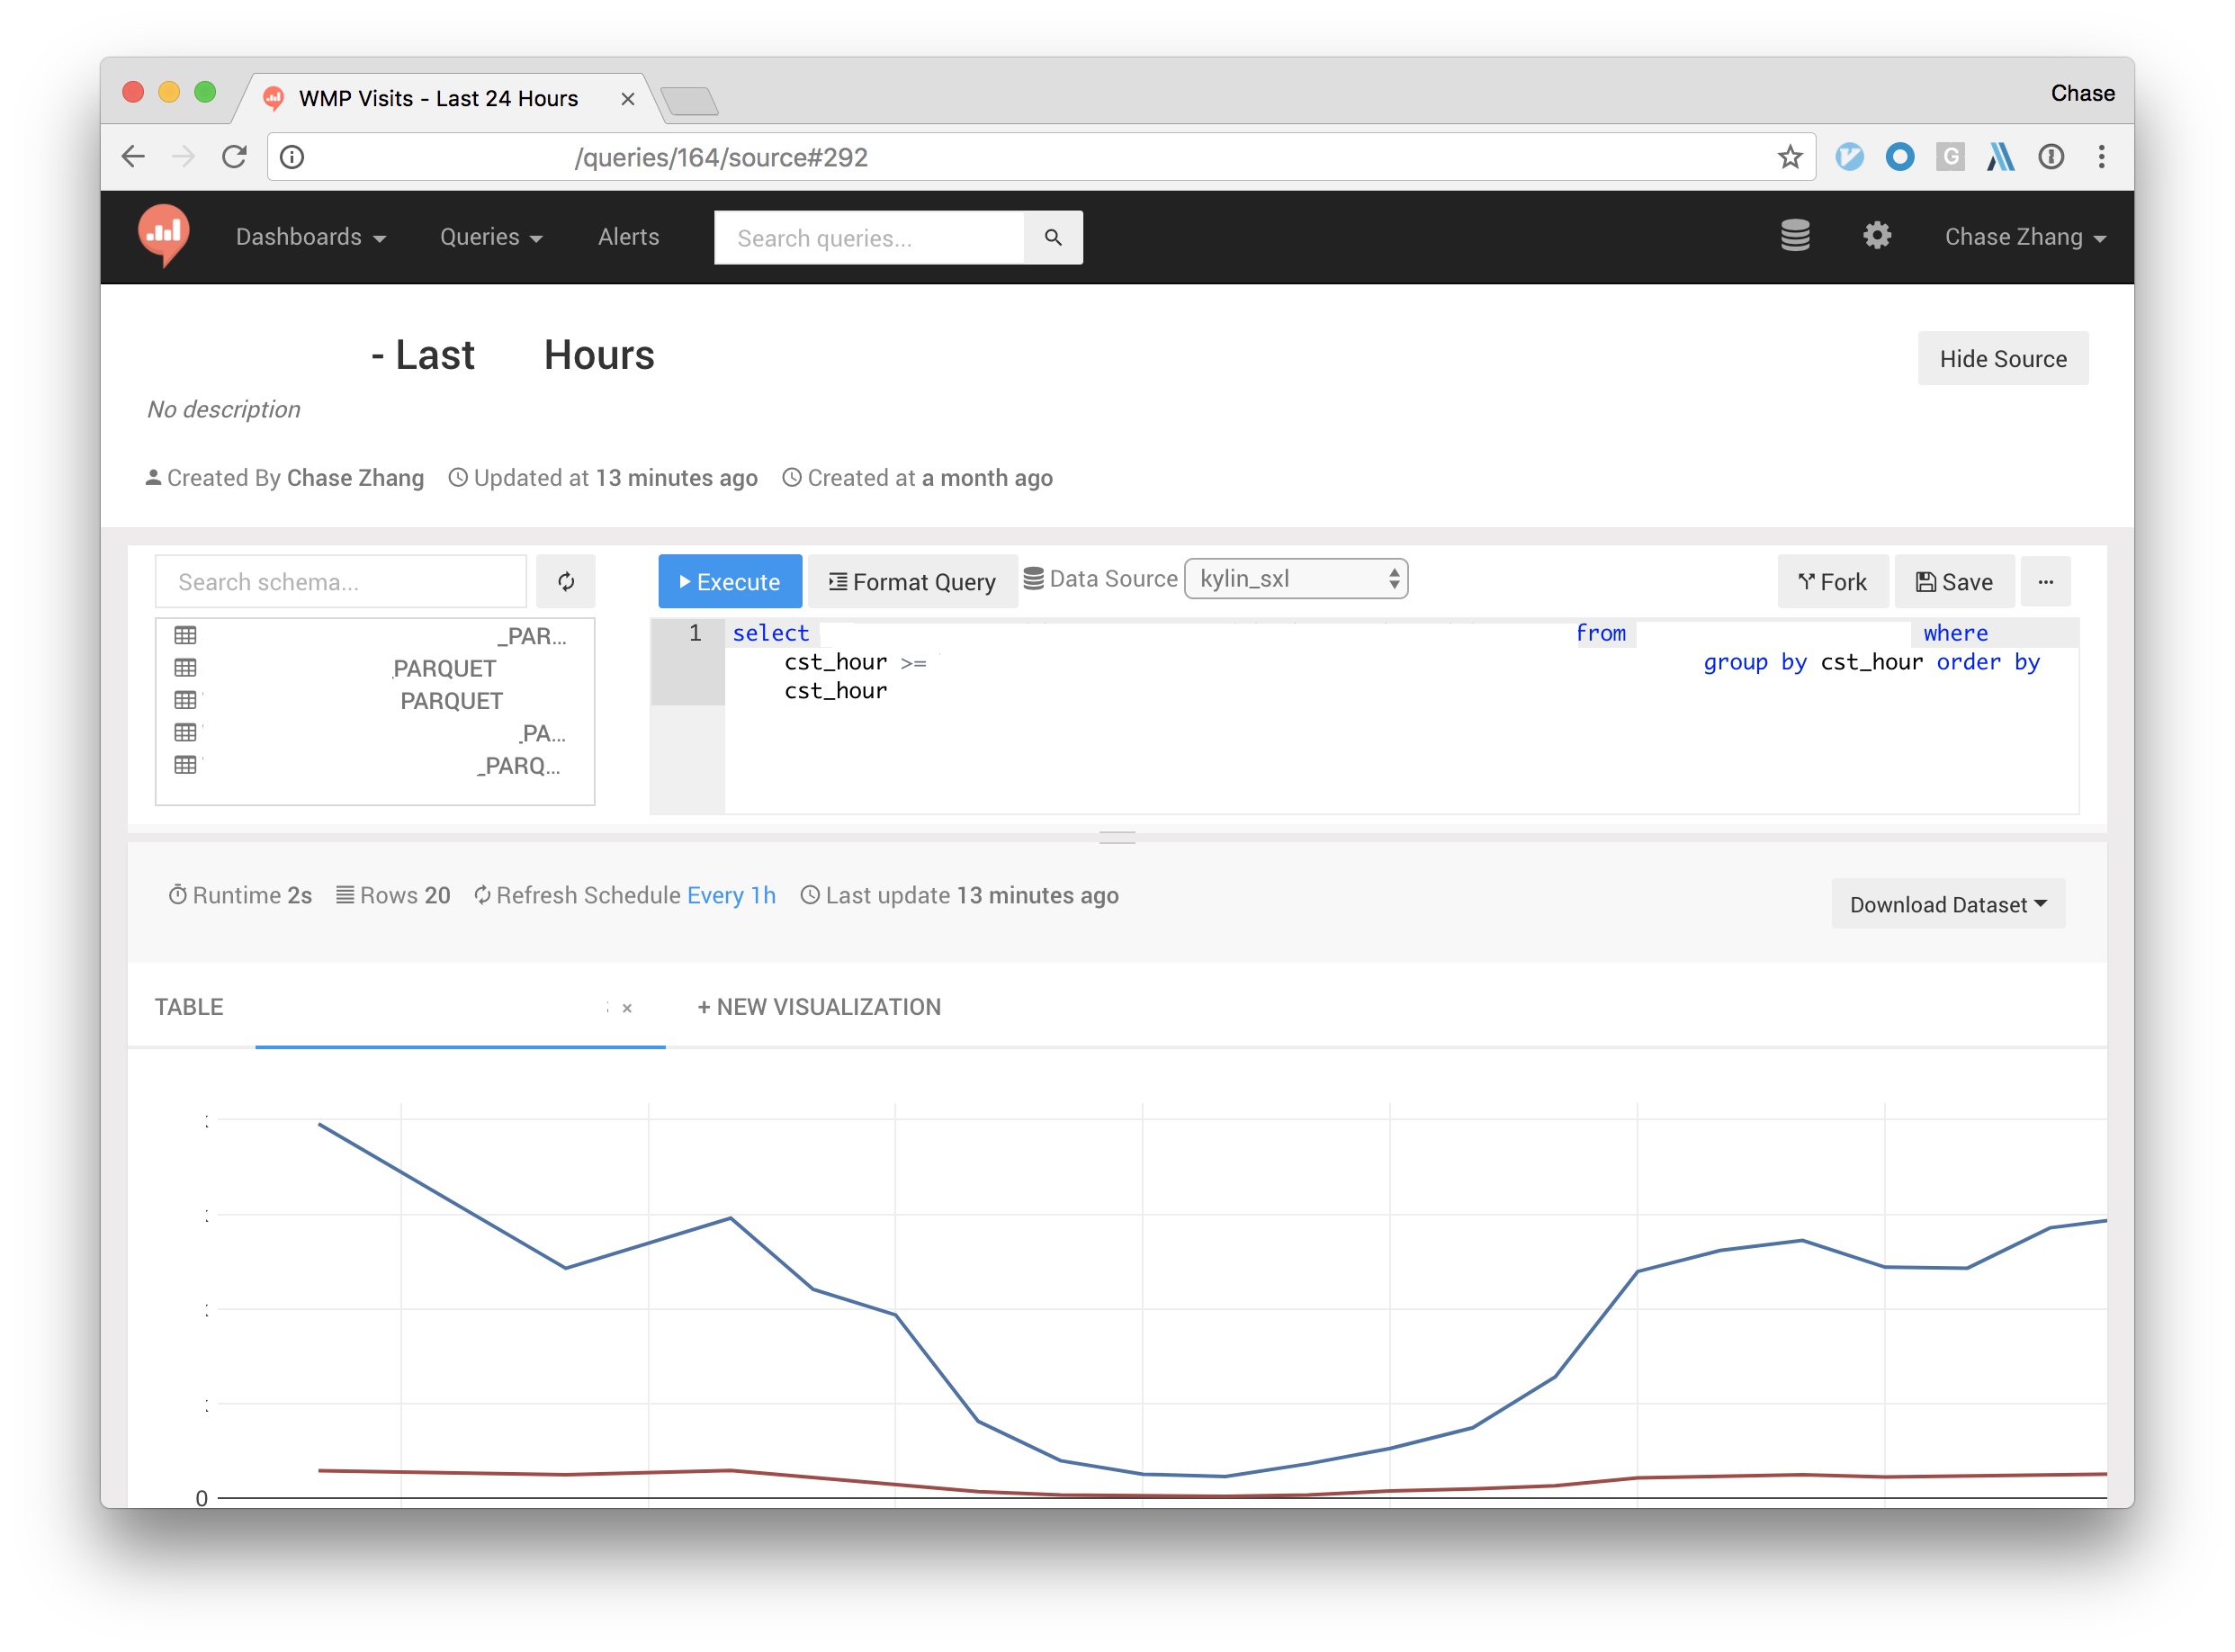 WMP Visits - Last 24 Hours
Chase
/queries/164/source#292
G
Dashboards Queries Alerts Search queries... Chase Zhang
- Last Hours
Hide Source
No description
Created By Chase Zhang Updated at 13 minutes ago Created at a month ago
Search schema... Execute Format Query Data Source kylin_sxl Fork Save ...
_PAR...
PARQUET
PARQUET
_PA...
_PARQ...
1 select from where
cst_hour >= group by cst_hour order by
cst_hour
Runtime 2s Rows 20 Refresh Schedule Every 1h Last update 13 minutes ago
Download Dataset
TABLE × + NEW VISUALIZATION
0